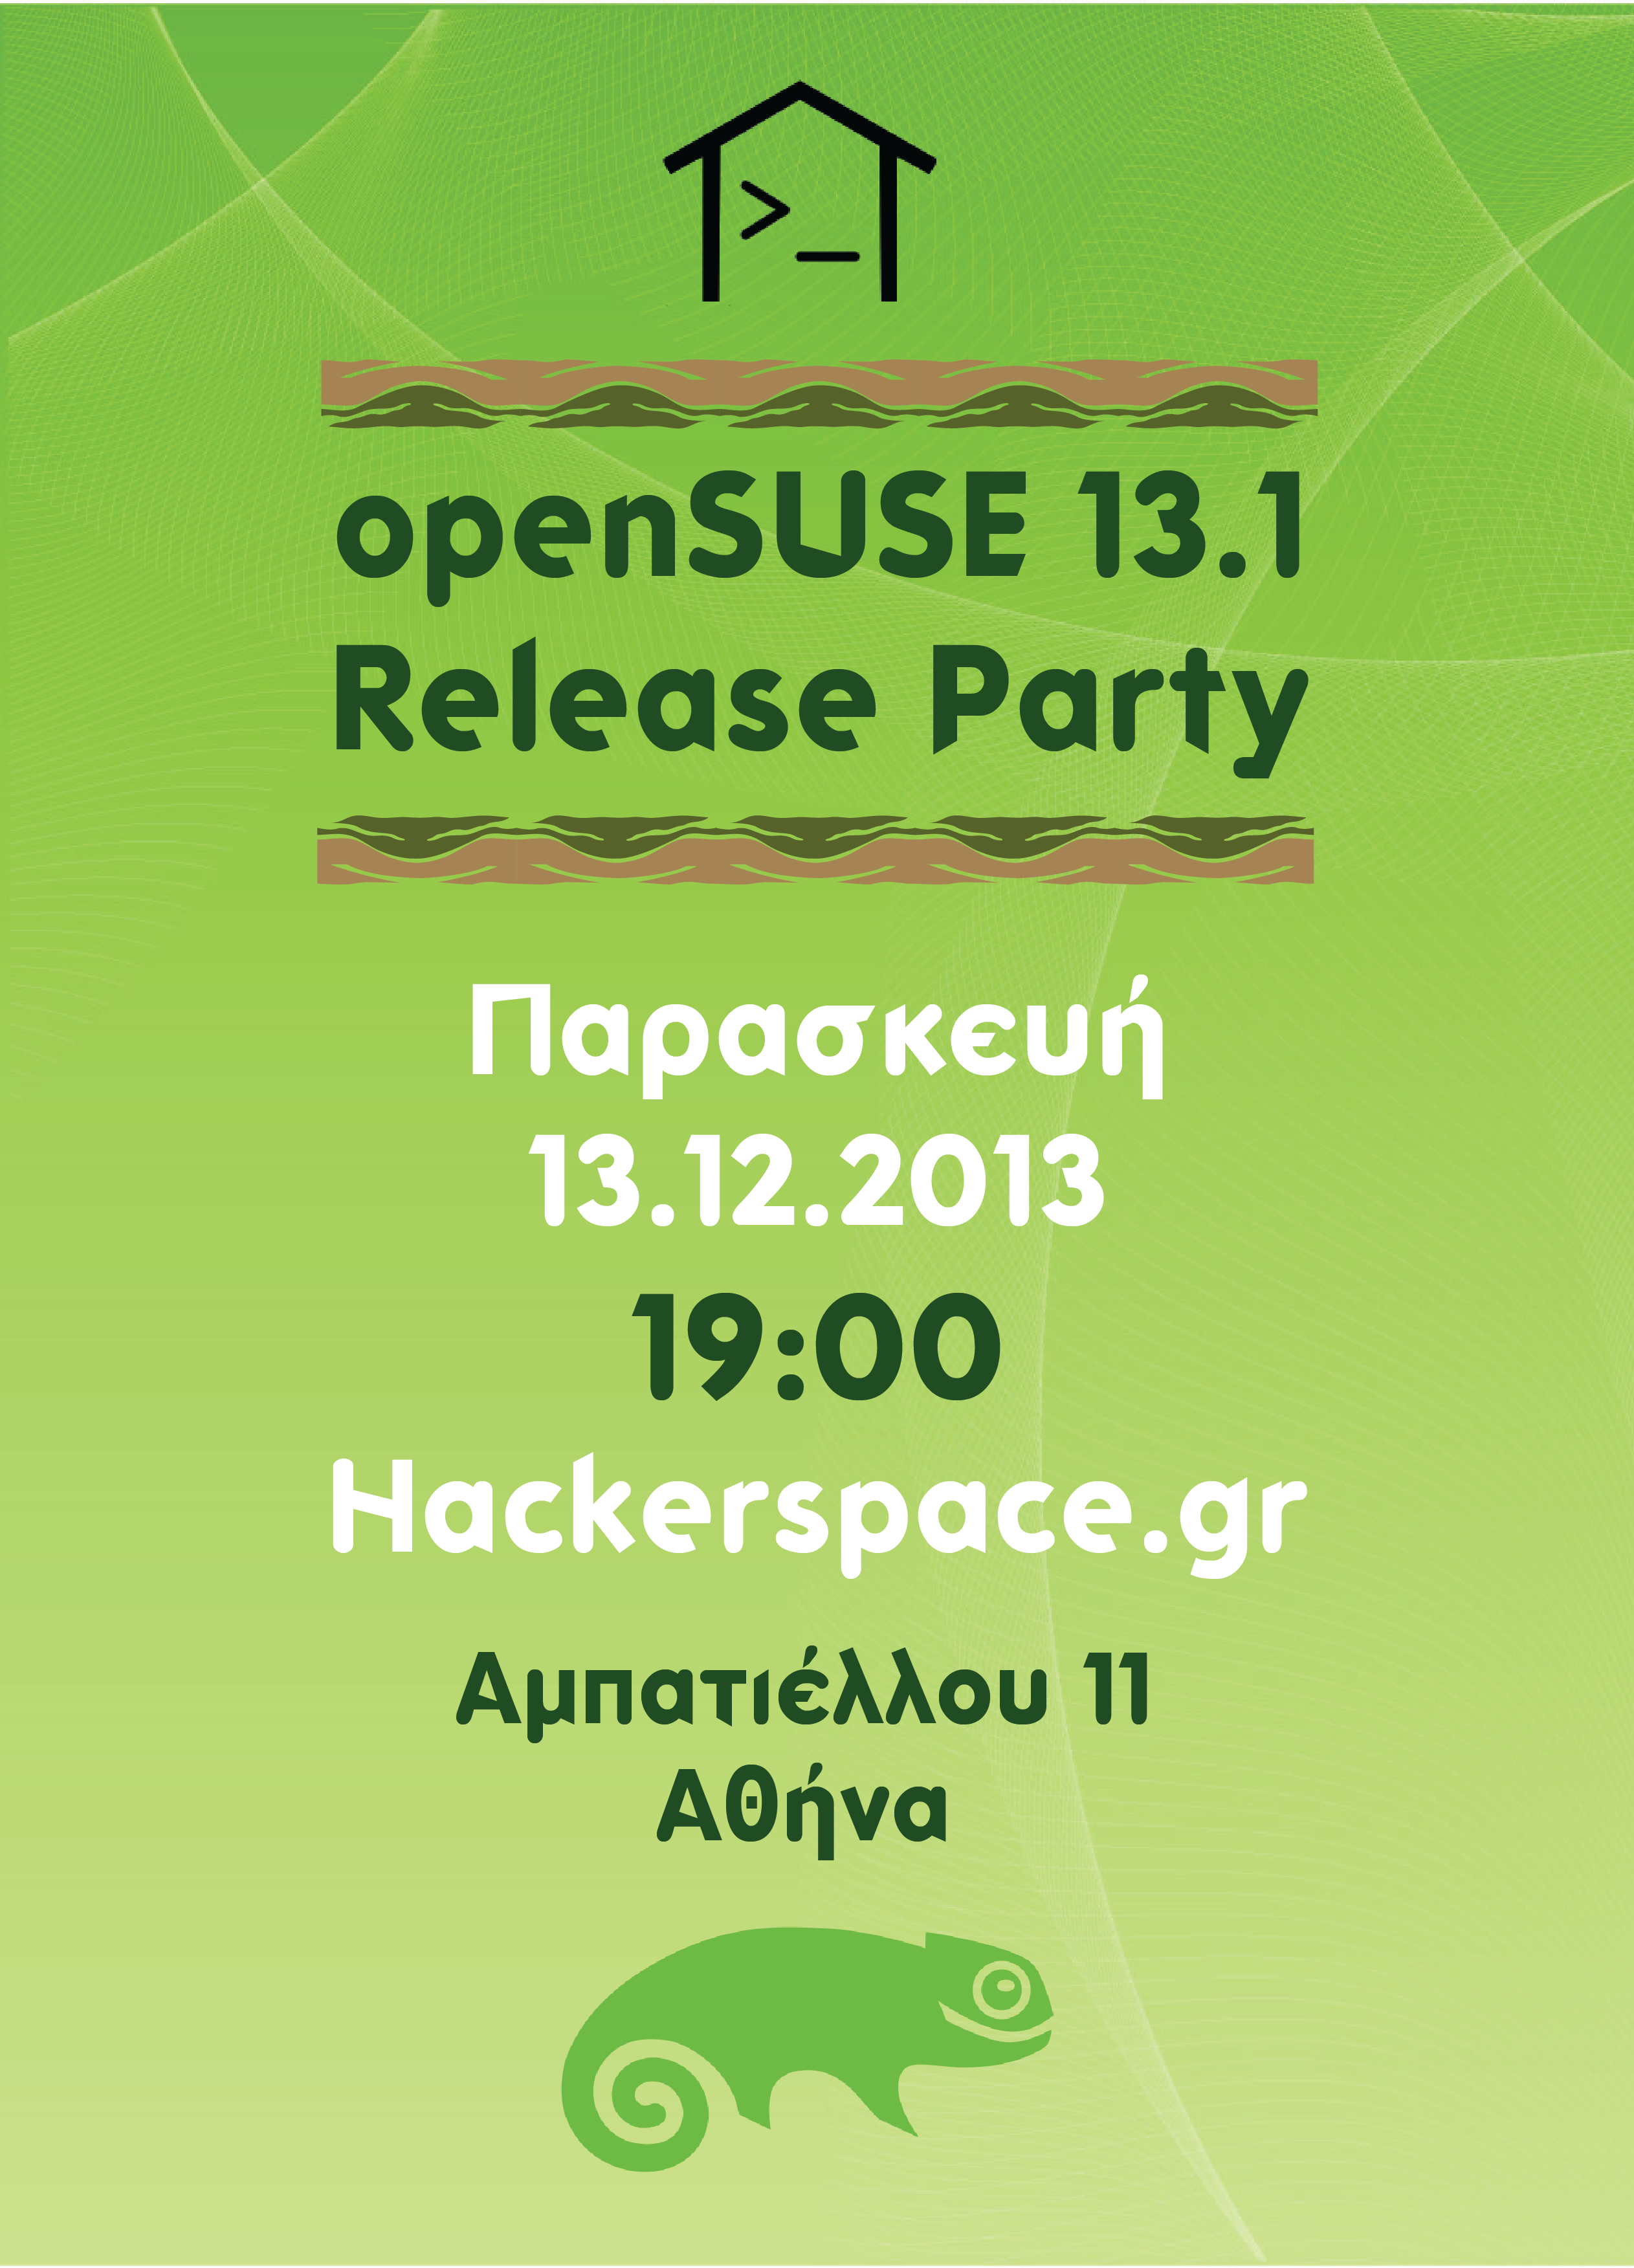 >_
openSUSE 13.1
Release Party
Παρασκευή
13.12.2013
19:00
Hackerspace.gr
Αμπατιέλλου 11
Αθήνα